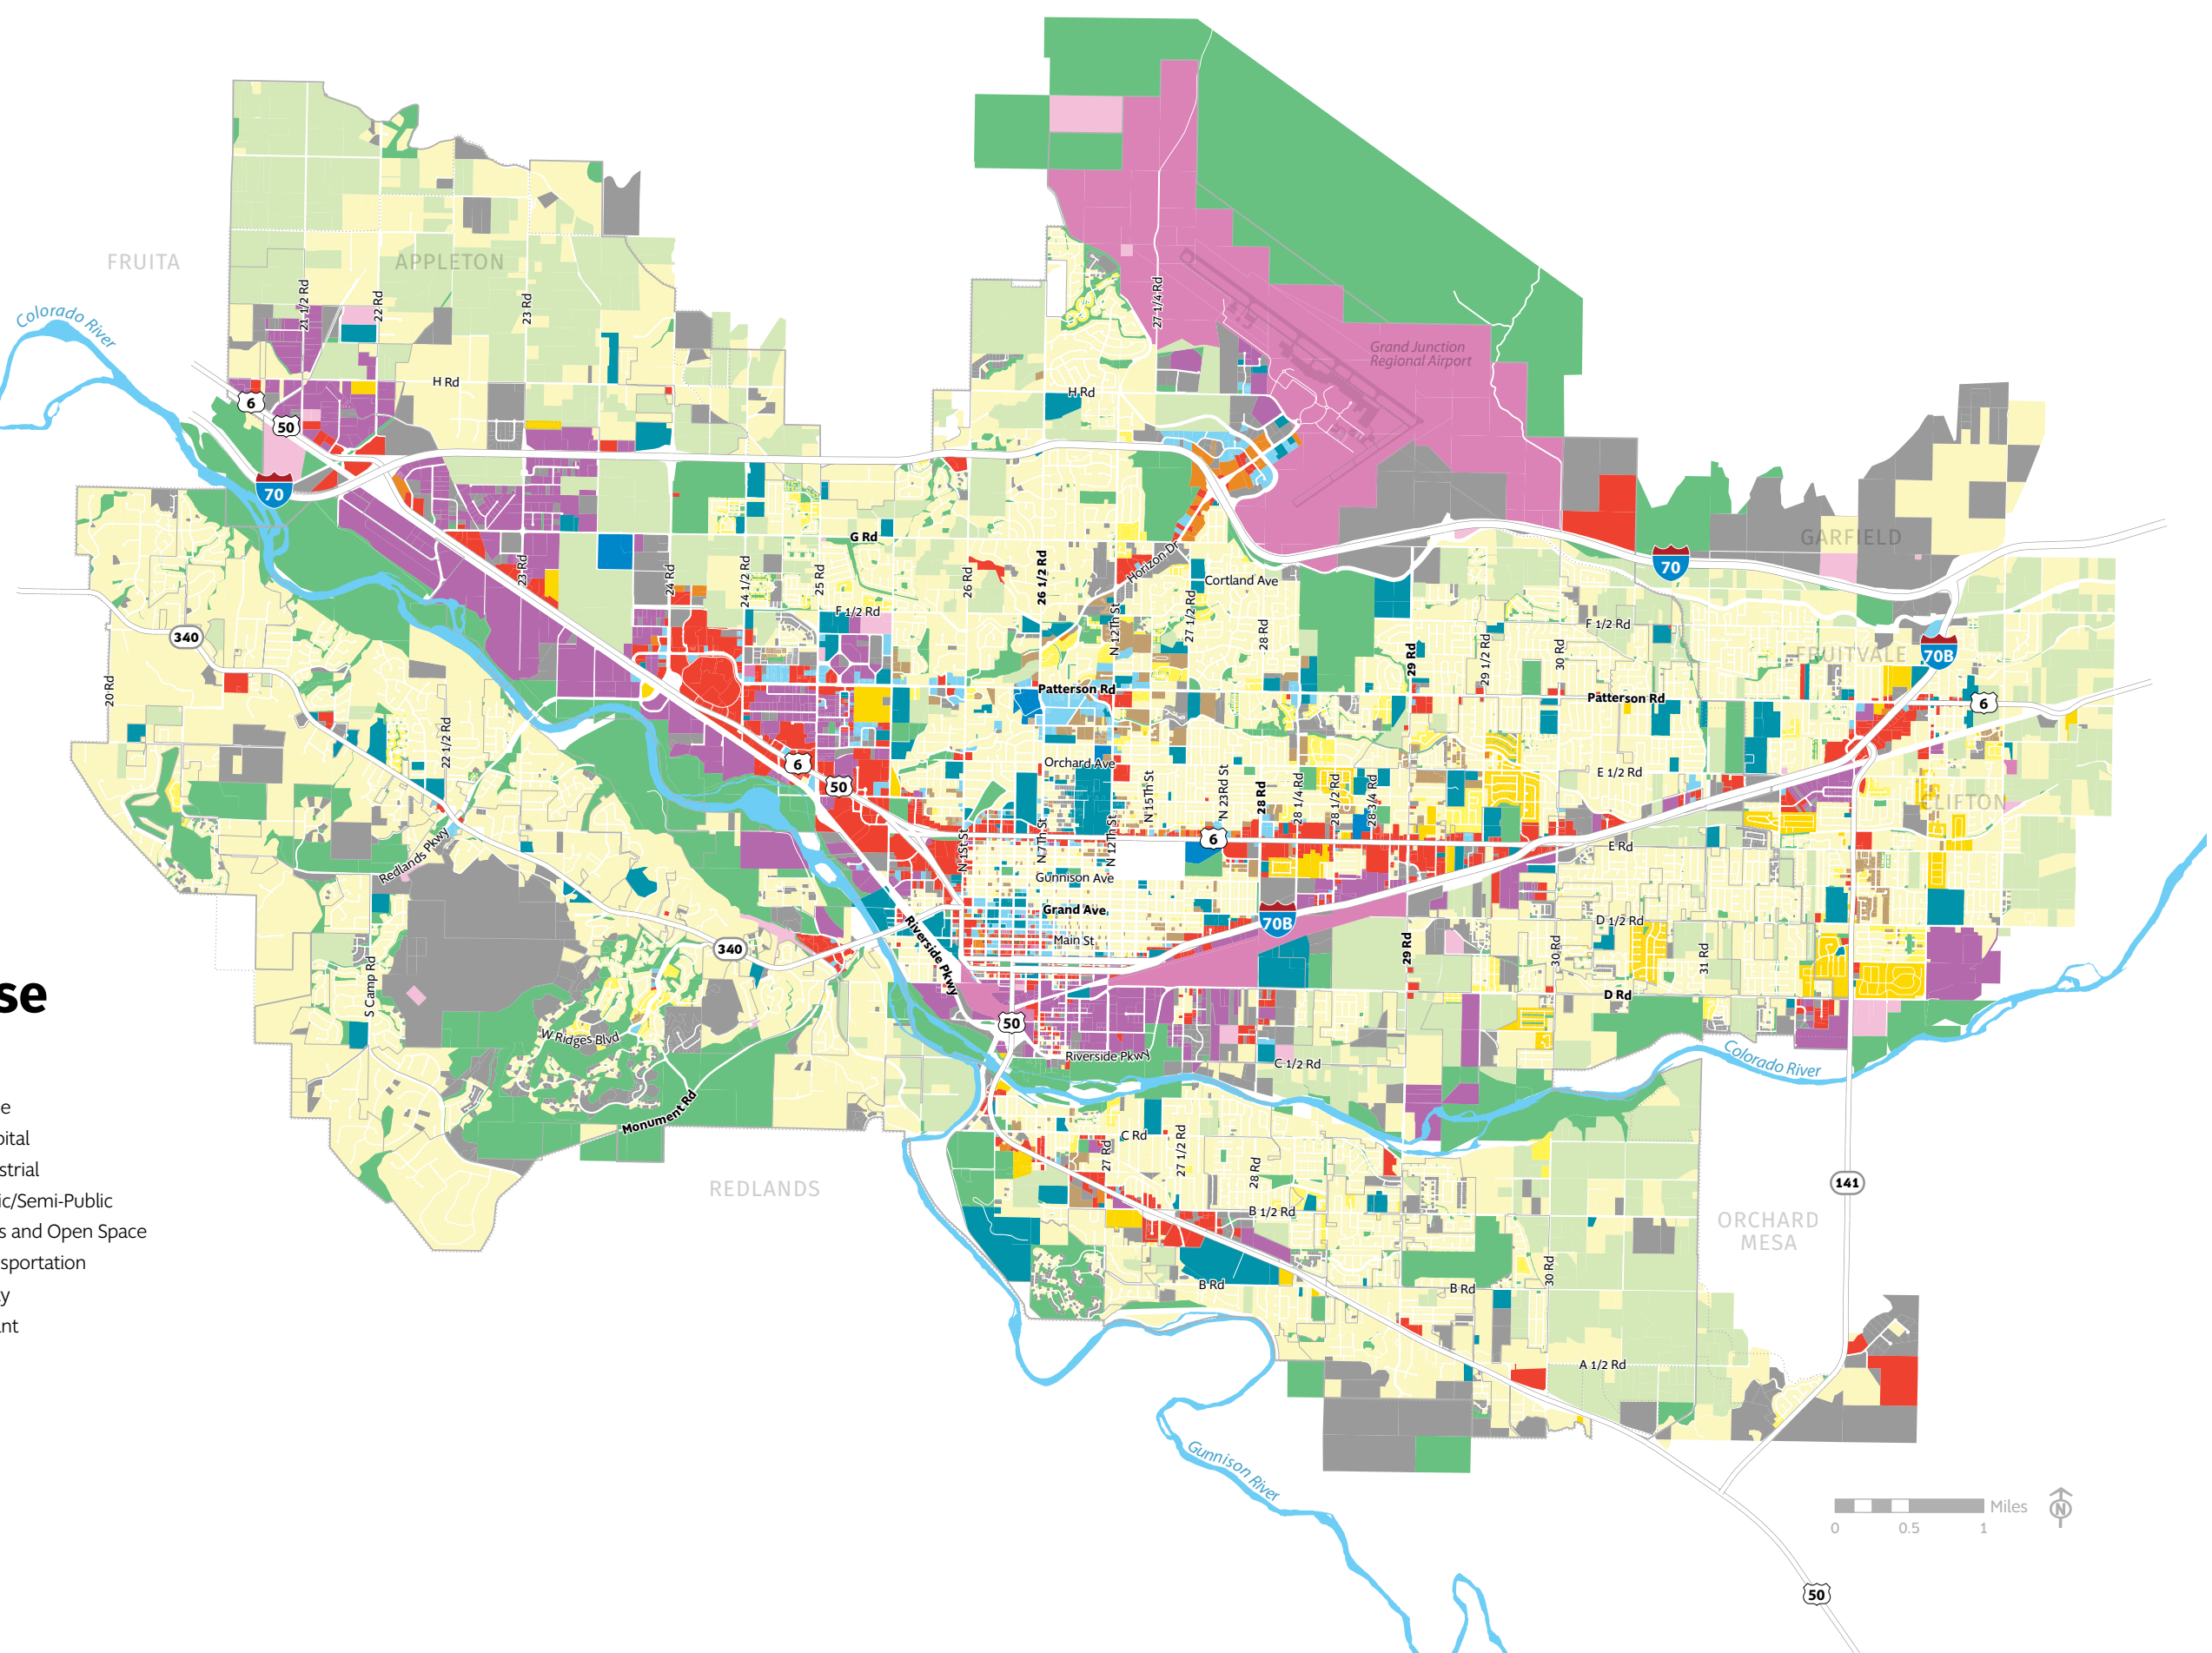 FRUITA
APPLETON
Colorado River
21 1/2 Rd
22 Rd
23 Rd
27 1/4 Rd
Grand Junction
Regional Airport
H Rd
H Rd
6
50
70
G Rd
Horizon Dr
GARFIELD
70
23 Rd
24 Rd
24 1/2 Rd
25 Rd
26 Rd
26 1/2 Rd
Cortland Ave
F 1/2 Rd
N 12Th St
27 1/2 Rd
28 Rd
F 1/2 Rd
340
29 Rd
29 1/2 Rd
30 Rd
FRUITVALE
70B
20 Rd
Patterson Rd
Patterson Rd
6
22 1/2 Rd
6
50
Orchard Ave
E 1/2 Rd
N 15Th St
N 23Rd St
28 Rd
28 1/4 Rd
28 1/2 Rd
28 3/4 Rd
CLIFTON
Redlands Pkwy
N 1St St
N 7Th St
N 12Th St
6
E Rd
Gunnison Ave
Grand Ave
70B
D 1/2 Rd
Main St
340
Riverside Pkwy
29 Rd
30 Rd
31 Rd
S Camp Rd
se
D Rd
W Ridges Blvd
50
Riverside Pkwy
C 1/2 Rd
Colorado River
Monument Rd
e
pital
strial
ic/Semi-Public
s and Open Space
sportation
y
ant
C Rd
27 Rd
27 1/2 Rd
28 Rd
REDLANDS
141
B 1/2 Rd
ORCHARD
MESA
B Rd
B Rd
30 Rd
A 1/2 Rd
Gunnison River
Miles
N
0 0.5 1
50